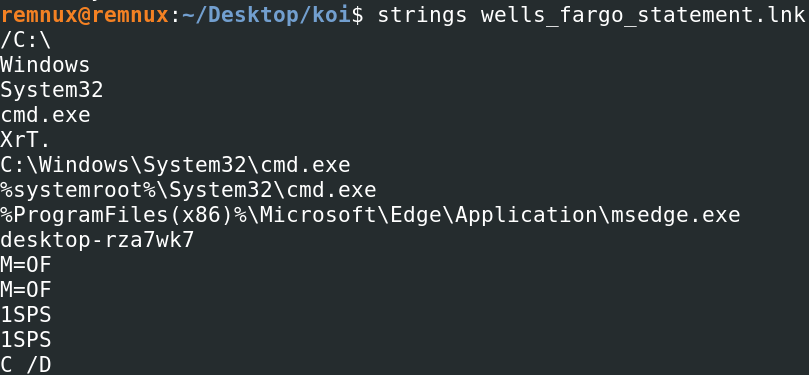 remnux@remnux:~/Desktop/koi$ strings wells_fargo_statement.lnk
/C:\
Windows
System32
cmd.exe
XrT.
C:\Windows\System32\cmd.exe
%systemroot%\System32\cmd.exe
%ProgramFiles(x86)%\Microsoft\Edge\Application\msedge.exe
desktop-rza7wk7
M=OF
M=OF
1SPS
1SPS
C /D